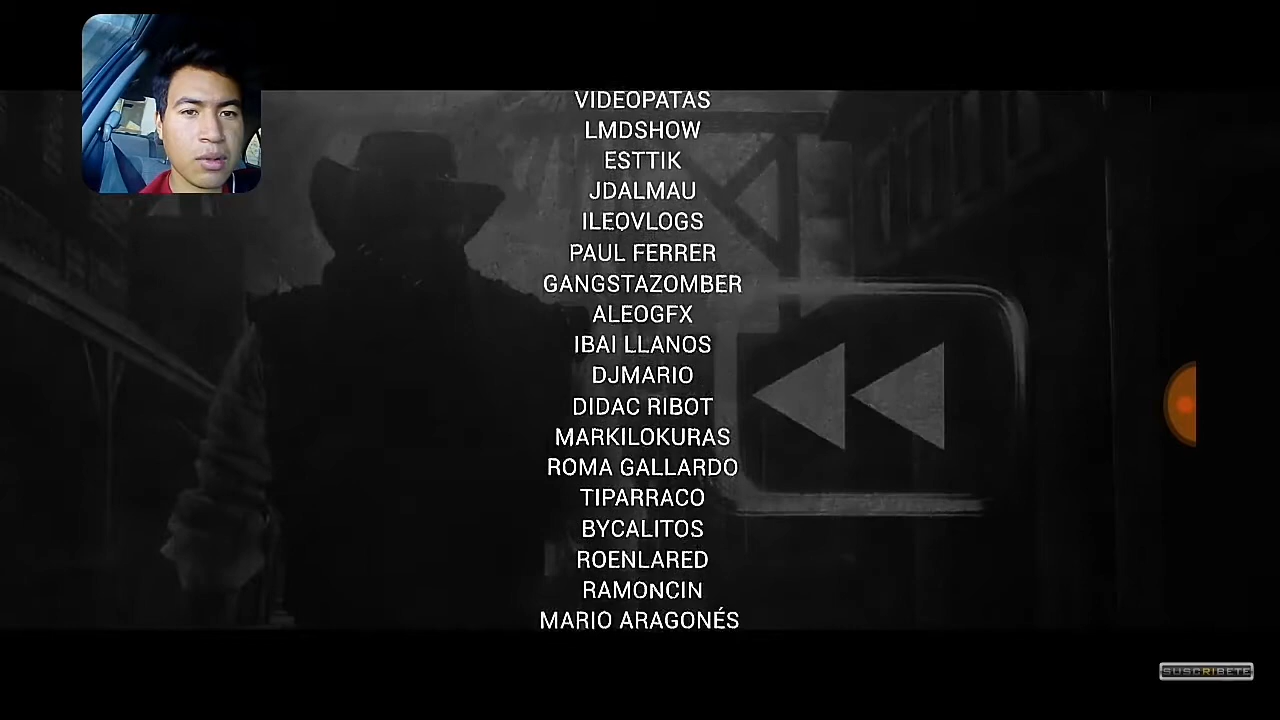 VIDEOPATAS
LMDSHOW
ESTTIK
JDALMAU
ILEOVLOGS
PAUL FERRER
GANGSTAZOMBER
ALEOGFX
IBAI LLANOS
DJMARIO
DIDAC RIBOT
MARKILOKURAS
ROMA GALLARDO
TIPARRACO
BYCALITOS
ROENLARED
RAMONCIN
MARIO ARAGONÉS
SUSCRIBETE